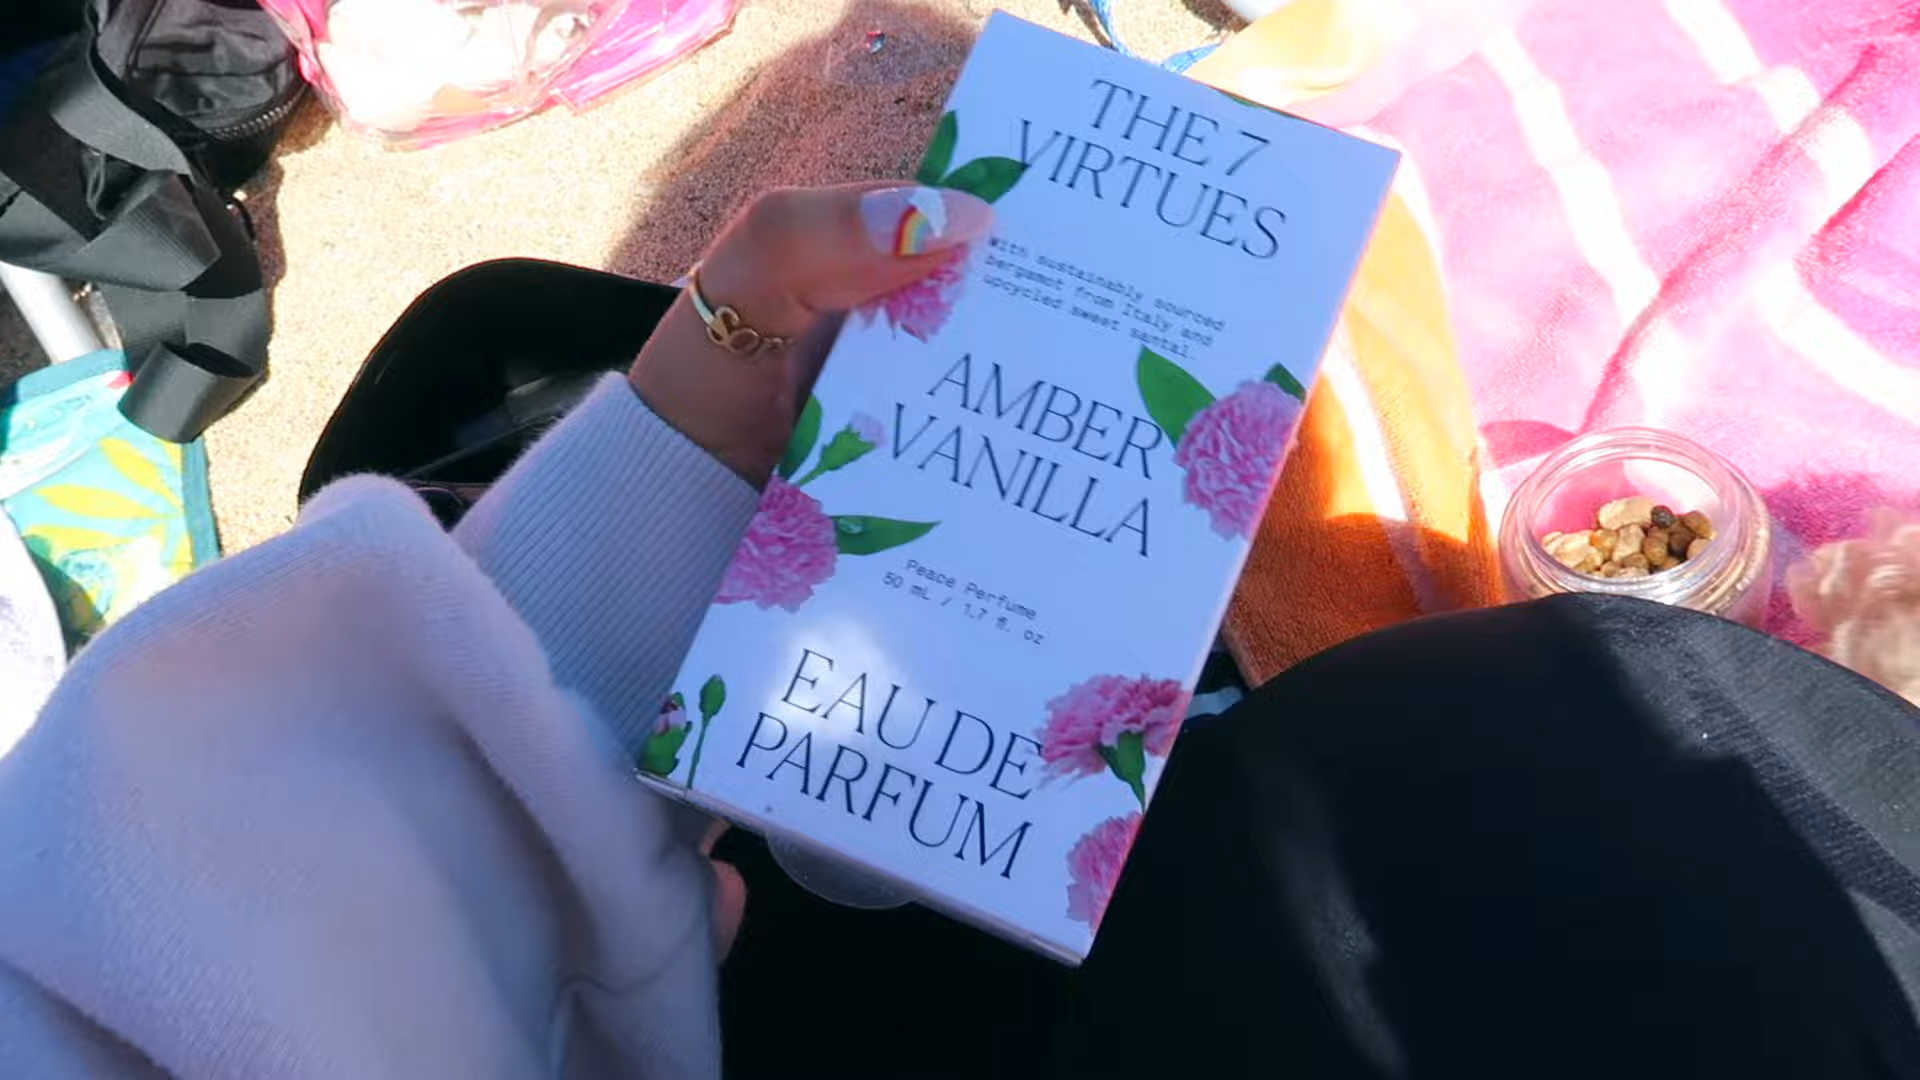 THE 7
VIRTUES
With sustainably sourced
bergamot from Italy and
upcycled sweet santal.
AMBER
VANILLA
Peace Perfume
50 mL / 1.7 fl. oz
EAU DE
PARFUM